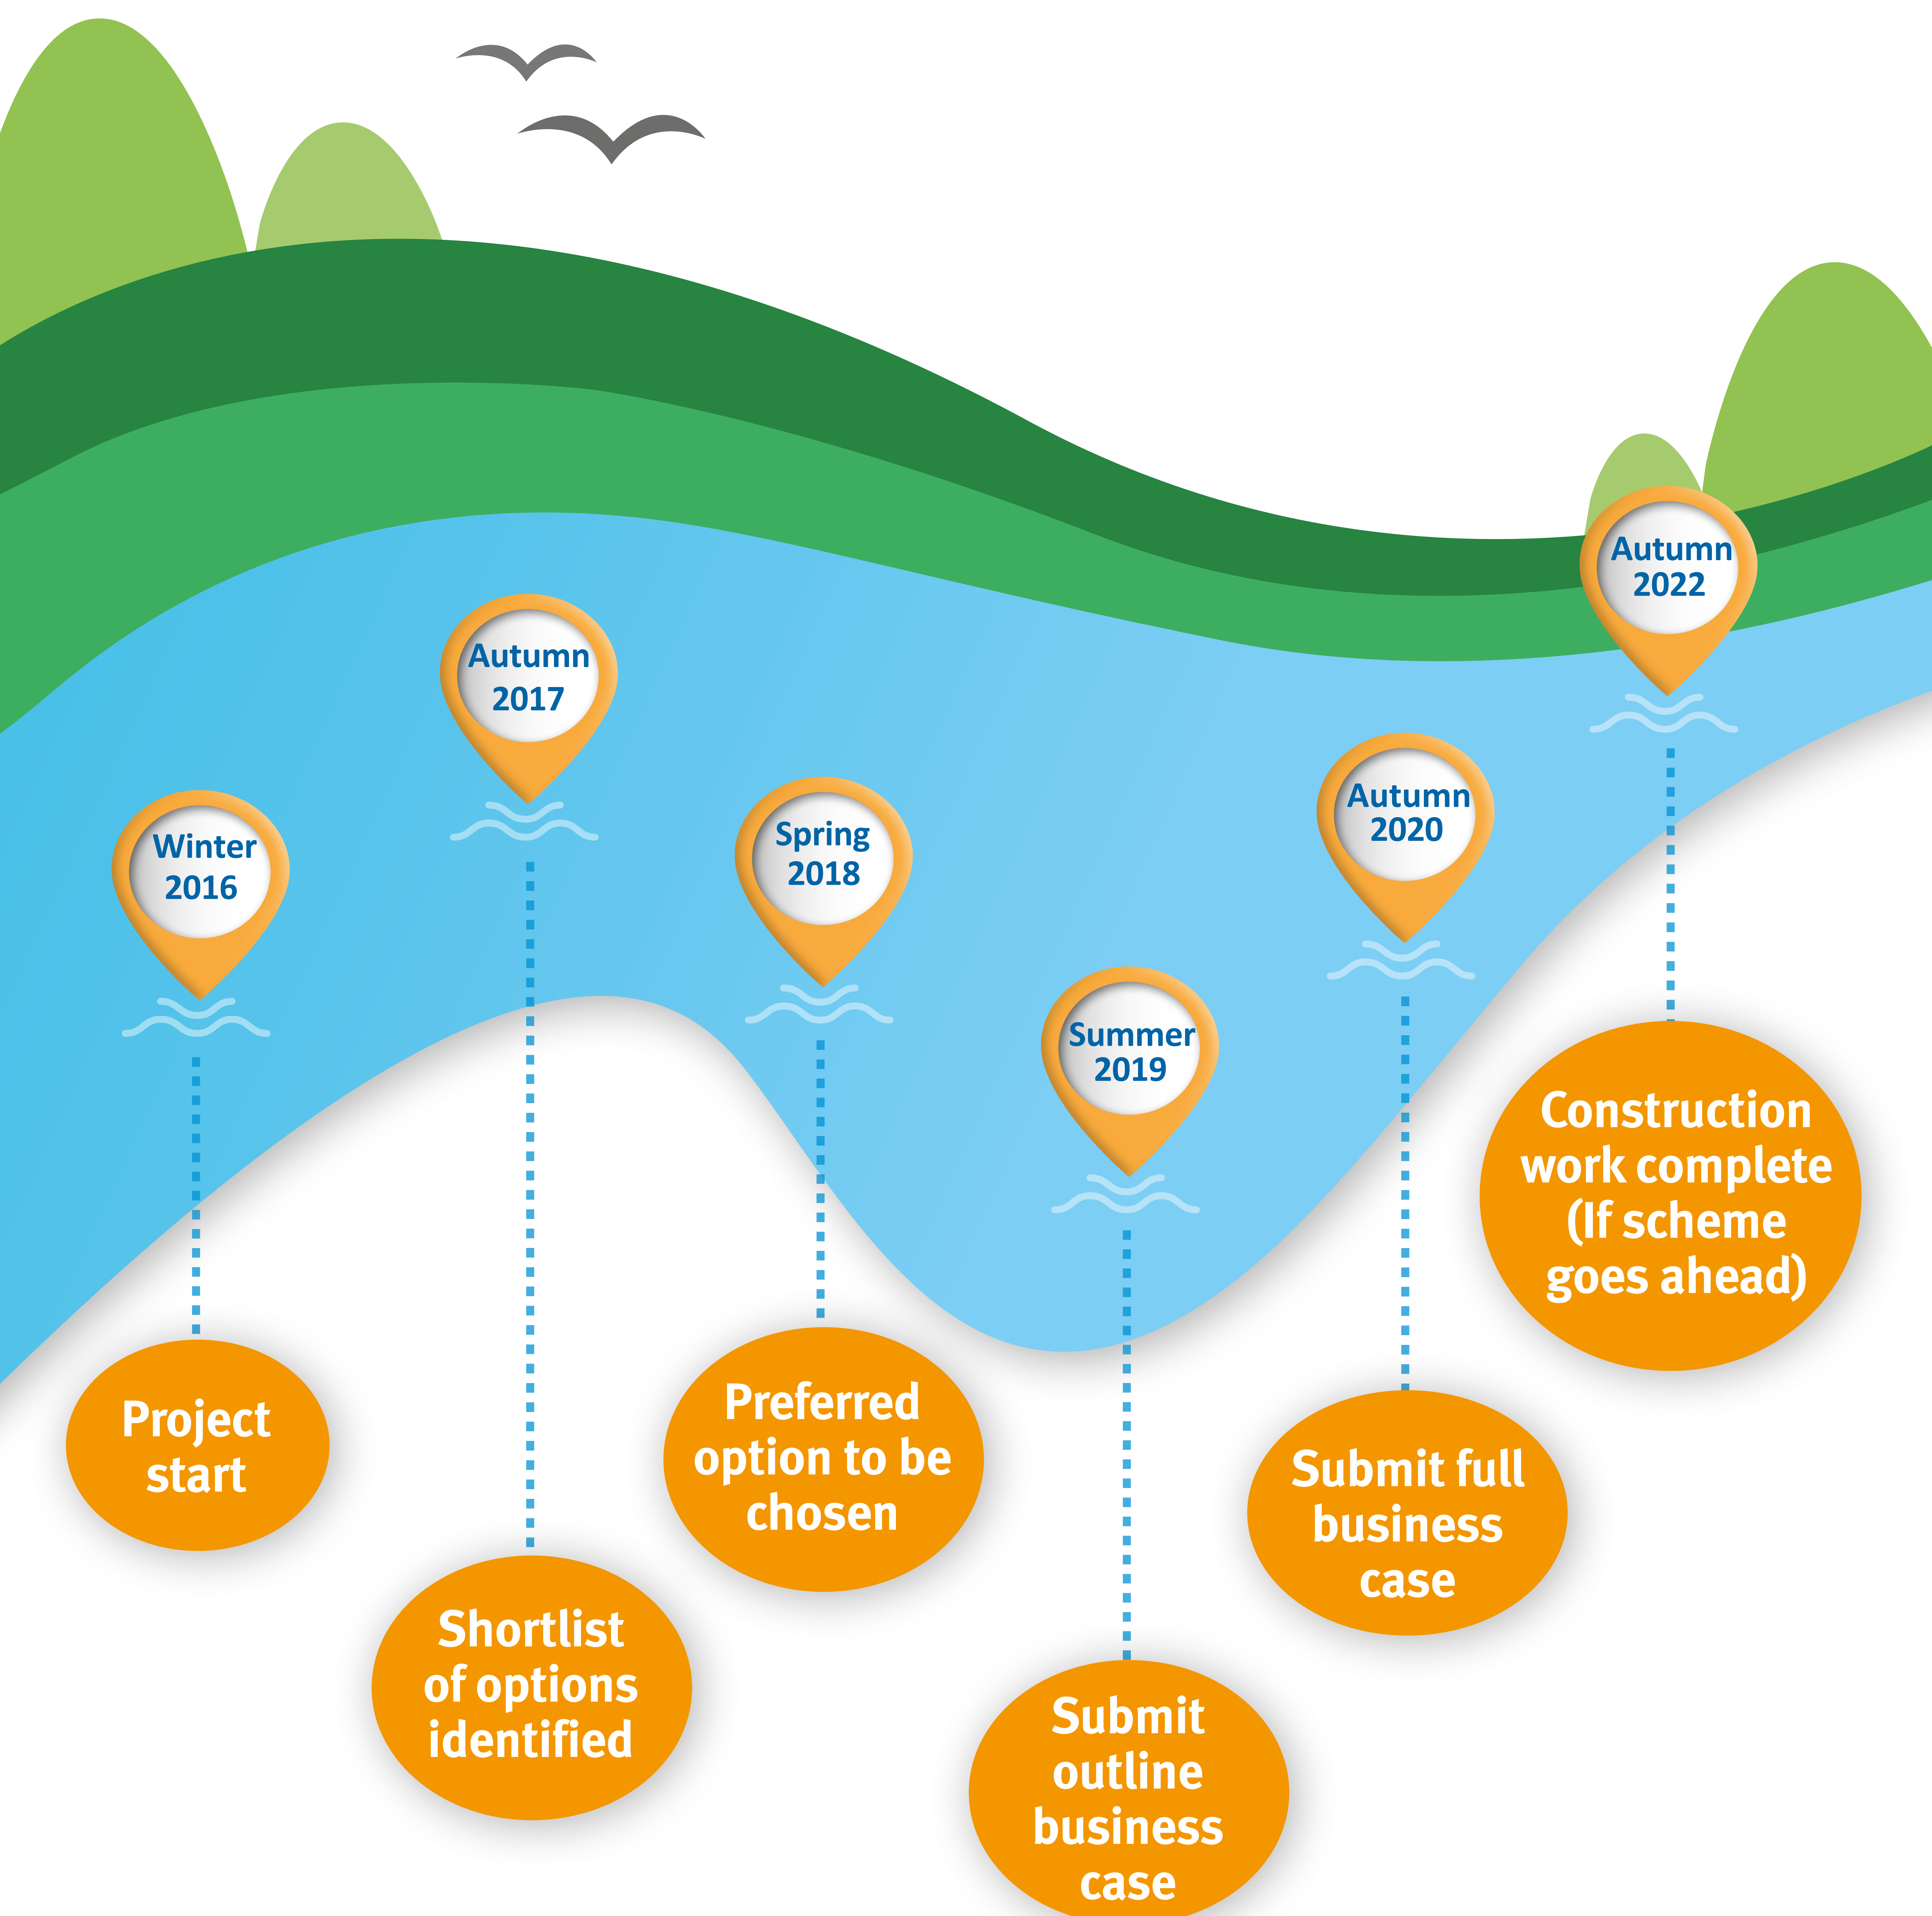 Winter
2016
Project
start
Autumn
2017
Shortlist
of options
identified
Spring
2018
Preferred
option to be
chosen
Summer
2019
Submit
outline
business
case
Autumn
2020
Submit full
business
case
Autumn
2022
Construction
work complete
(If scheme
goes ahead)